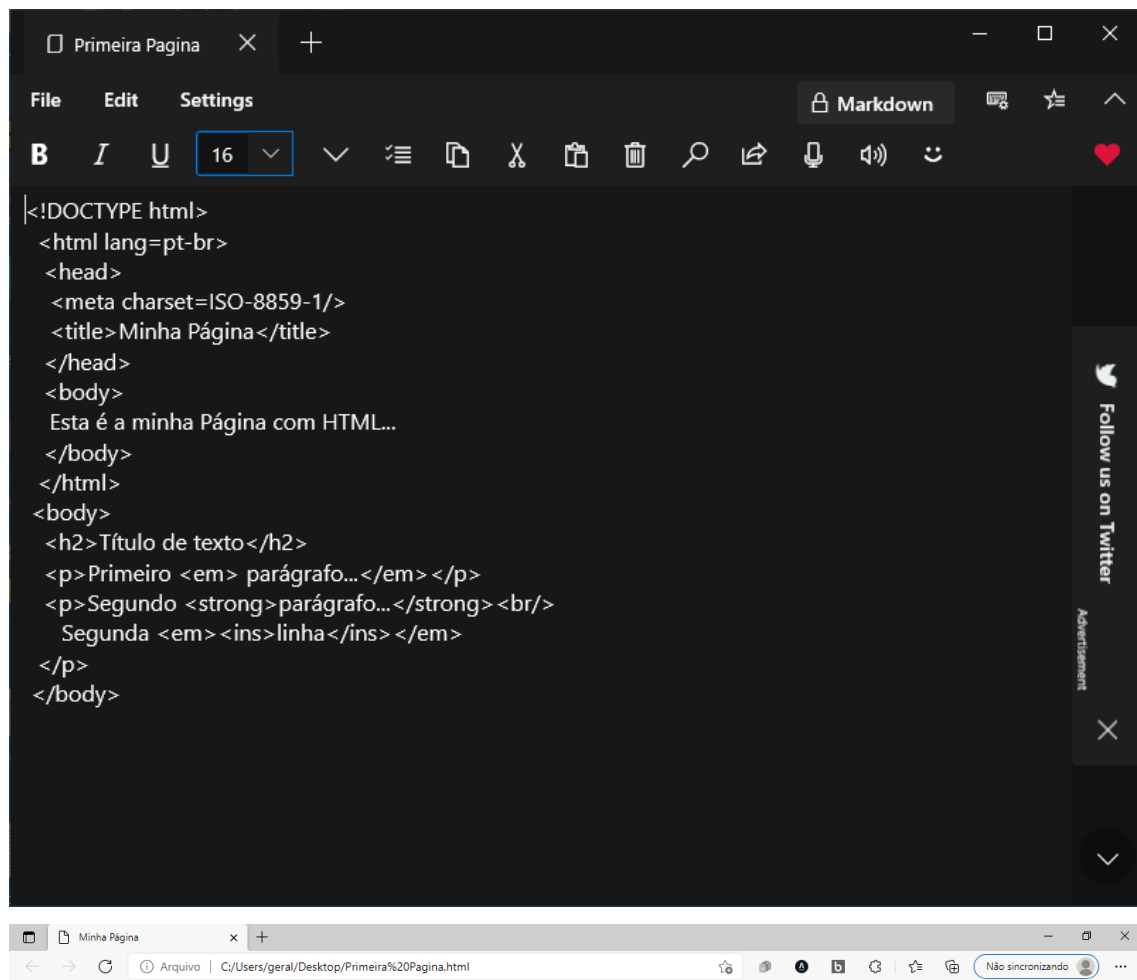 Primeira Pagina
File Edit Settings
Markdown
B I U 16
<!DOCTYPE html>
<html lang=pt-br>
<head>
<meta charset=ISO-8859-1/>
<title>Minha Página</title>
</head>
<body>
Esta é a minha Página com HTML...
</body>
</html>
<body>
<h2>Título de texto</h2>
<p>Primeiro <em> parágrafo...</em></p>
<p>Segundo <strong>parágrafo...</strong><br/>
Segunda <em><ins>linha</ins></em>
</p>
</body>
Follow us on Twitter
Advertisement
Minha Página
Arquivo | C:/Users/geral/Desktop/Primeira%20Pagina.html
Não sincronizando